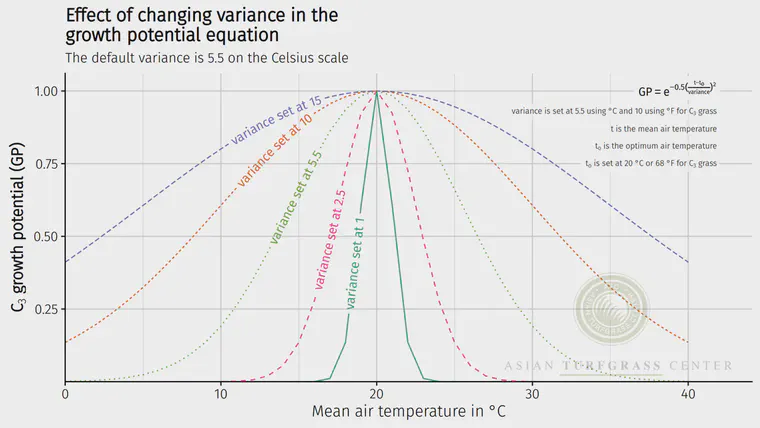 Effect of changing variance in the
growth potential equation
The default variance is 5.5 on the Celsius scale
GP = e^−0.5((t-t₀)/variance)²
variance is set at 5.5 using °C and 10 using °F for C₃ grass
t is the mean air temperature
t₀ is the optimum air temperature
t₀ is set at 20 °C or 68 °F for C₃ grass
variance set at 15
variance set at 10
variance set at 5.5
variance set at 2.5
variance set at 1
C₃ growth potential (GP)
1.00
0.75
0.50
0.25
ASIAN TURFGRASS CENTER
0
10
20
30
40
Mean air temperature in °C